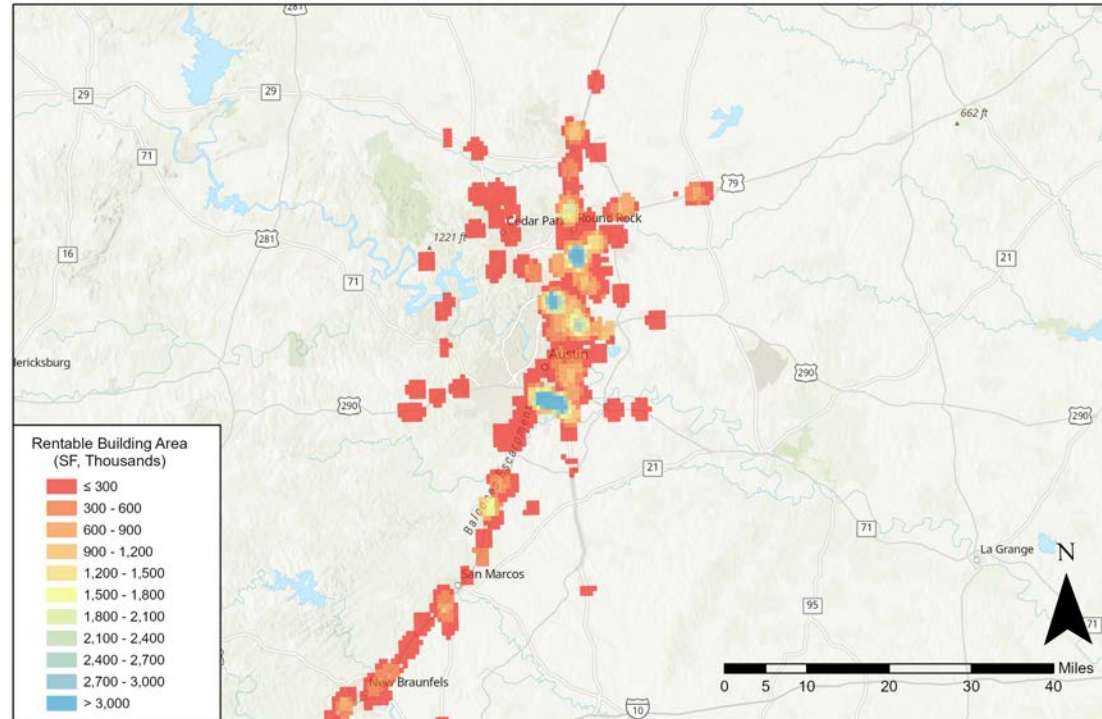 281
29
29
662 ft
71
79
Cedar Park
Round Rock
1221 ft
281
16
21
71
dericksburg
Austin
290
290
290
Balcones Escarpment
Rentable Building Area
(SF, Thousands)
≤ 300
300 - 600
600 - 900
900 - 1,200
1,200 - 1,500
1,500 - 1,800
1,800 - 2,100
2,100 - 2,400
2,400 - 2,700
2,700 - 3,000
> 3,000
21
71
La Grange
N
San Marcos
95
71
Miles
0 5 10 20 30 40
New Braunfels
10